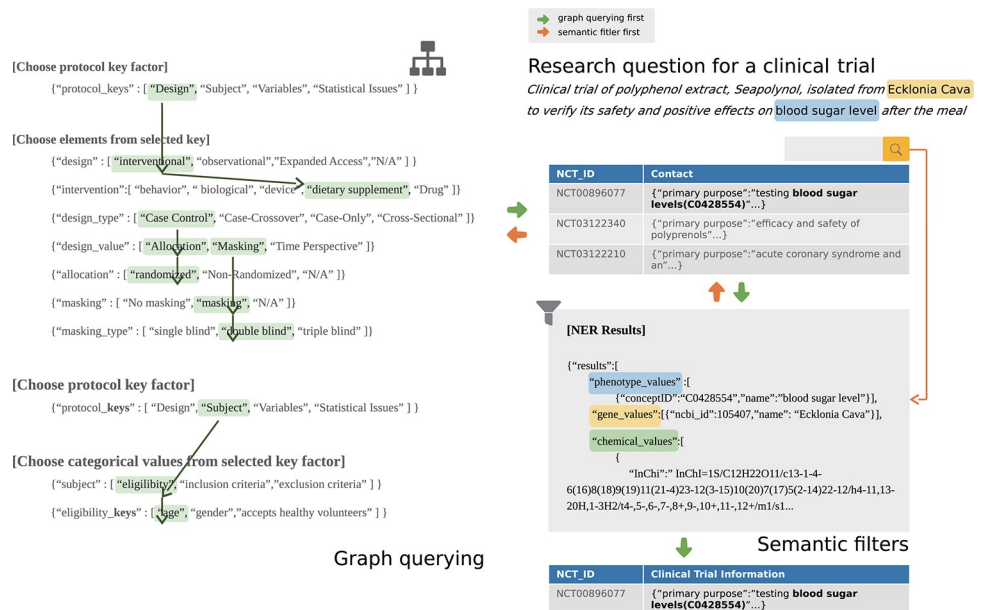 graph querying first
semantic fitler first
[Choose protocol key factor]
{“protocol_keys” : [ “Design”, “Subject”, “Variables”, “Statistical Issues” ] }
[Choose elements from selected key]
{“design” : [ “interventional”, “observational”,”Expanded Access”,”N/A” ] }
{“intervention”:[ “behavior”, “ biological”, “device”, “dietary supplement”, “Drug” ]}
{“design_type” : [ “Case Control”, “Case-Crossover”, “Case-Only”, “Cross-Sectional” ]}
{“design_value” : [ “Allocation”, “Masking”, “Time Perspective” ]}
{“allocation” : [ “randomized”, “Non-Randomized”, “N/A” ]}
{“masking” : [ “No masking”, “masking”, “N/A” ]}
{“masking_type” : [ “single blind”, “double blind”, “triple blind” ]}
[Choose protocol key factor]
{“protocol_keys” : [ “Design”, “Subject”, “Variables”, “Statistical Issues” ] }
[Choose categorical values from selected key factor]
{“subject” : [ “eligilibity”, “inclusion criteria”,”exclusion criteria” ] }
{“eligibility_keys” : [ “age”, “gender”,”accepts healthy volunteers” ] }
Graph querying
Research question for a clinical trial
Clinical trial of polyphenol extract, Seapolynol, isolated from Ecklonia Cava
to verify its safety and positive effects on blood sugar level after the meal
NCT_ID Contact
NCT00896077 {“primary purpose”:”testing blood sugar
levels(C0428554)”...}
NCT03122340 {“primary purpose”:”efficacy and safety of
polyprenols”...}
NCT03122210 {“primary purpose”:”acute coronary syndrome and
an”...}
[NER Results]
{“results”:[
“phenotype_values” :[
{“conceptID”:“C0428554”,”name”:”blood sugar level”}],
“gene_values”:[{“ncbi_id”:105407,”name”: “Ecklonia Cava”}],
“chemical_values”:[
{
“InChi”:” InChI=1S/C12H22O11/c13-1-4-
6(16)8(18)9(19)11(21-4)23-12(3-15)10(20)7(17)5(2-14)22-12/h4-11,13-
20H,1-3H2/t4-,5-,6-,7-,8+,9-,10+,11-,12+/m1/s1...
Semantic filters
NCT_ID Clinical Trial Information
NCT00896077 {“primary purpose”:”testing blood sugar
levels(C0428554)”...}